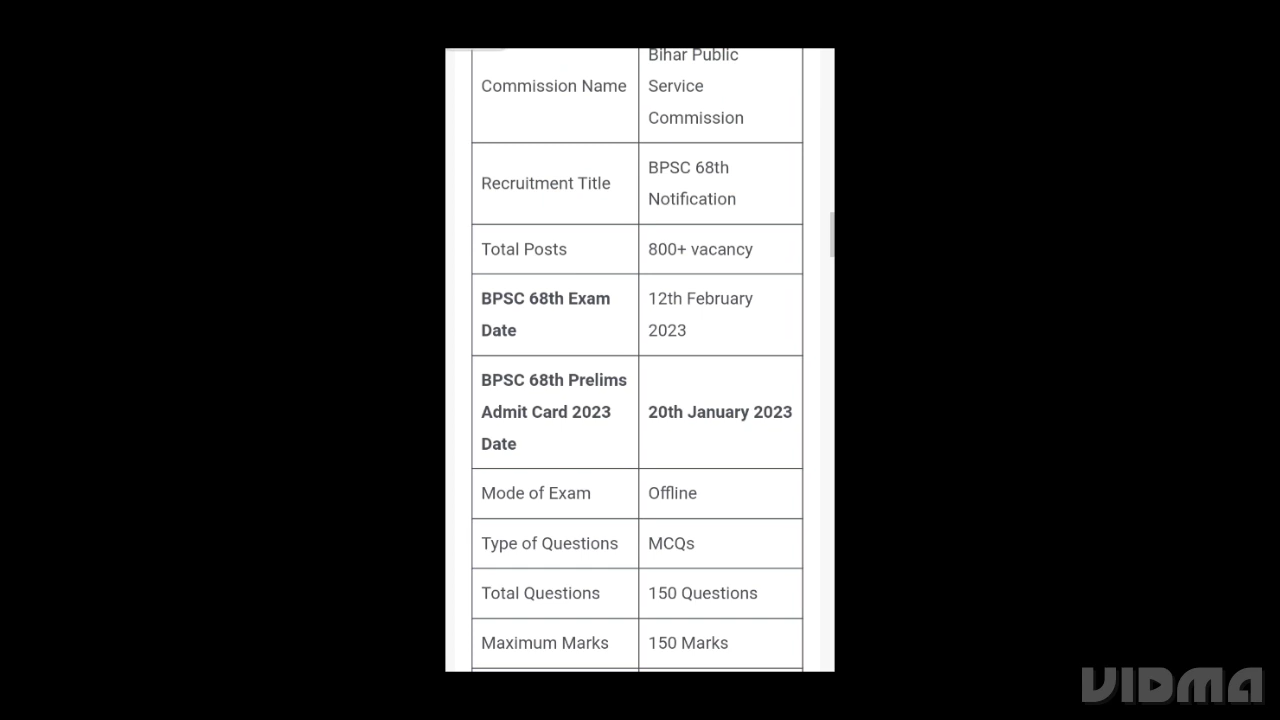 Commission Name
Bihar Public
Service
Commission
Recruitment Title
BPSC 68th
Notification
Total Posts
800+ vacancy
BPSC 68th Exam
Date
12th February
2023
BPSC 68th Prelims
Admit Card 2023
Date
20th January 2023
Mode of Exam
Offline
Type of Questions
MCQs
Total Questions
150 Questions
Maximum Marks
150 Marks
VIDMA